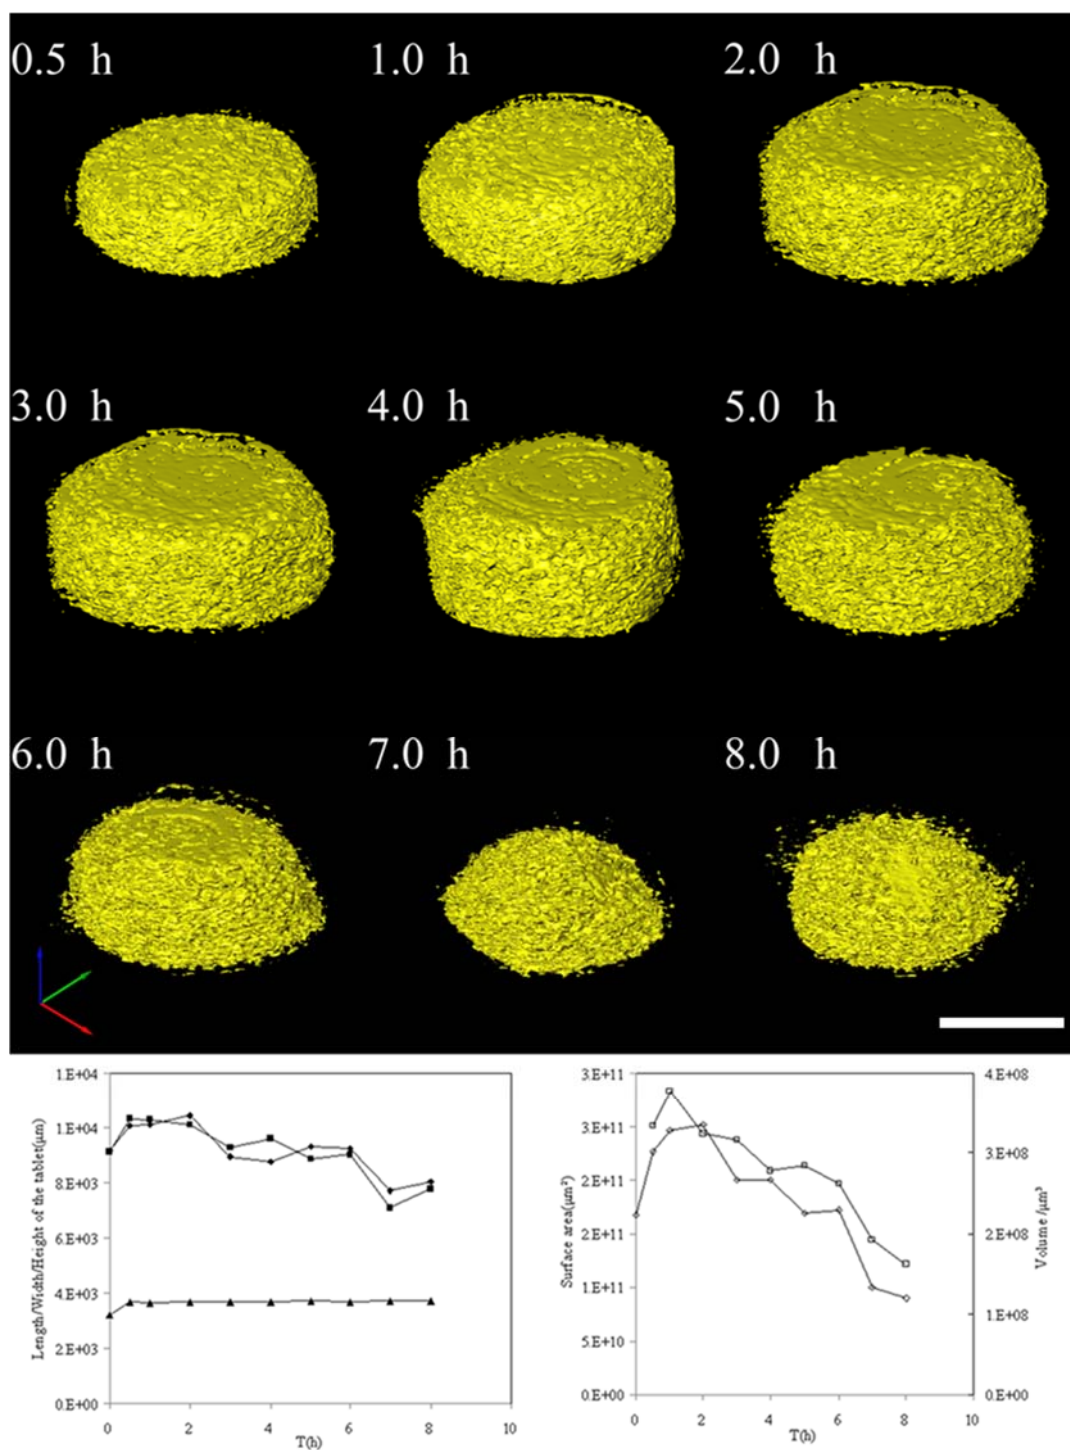 0.5 h
1.0 h
2.0 h
3.0 h
4.0 h
5.0 h
6.0 h
7.0 h
8.0 h
Length/Width/Height of the tablet(μm)
1.E+04
1.E+04
8.E+03
6.E+03
4.E+03
2.E+03
0.E+00
0 2 4 6 8 10
T(h)
Surface area(μm²)
3.E+11
3.E+11
2.E+11
2.E+11
1.E+11
5.E+10
0.E+00
4.E+08
3.E+08
2.E+08
1.E+08
0.E+00
Volume /μm³
0 2 4 6 8 10
T(h)